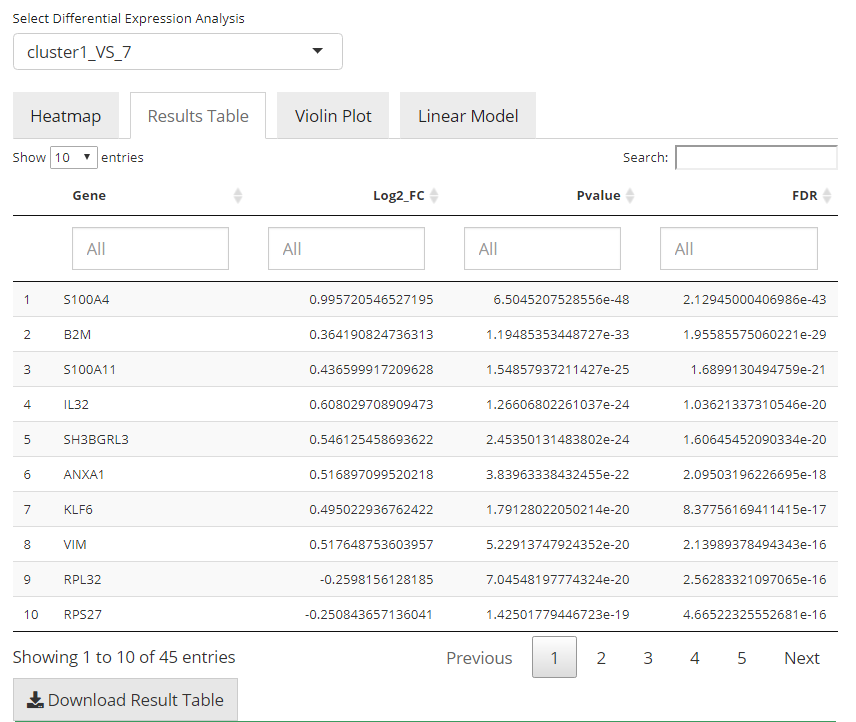 Select Differential Expression Analysis
cluster1_VS_7
Heatmap Results Table Violin Plot Linear Model
Show 10 entries Search:
Gene Log2_FC Pvalue FDR
All All All All
1 S100A4 0.995720546527195 6.5045207528556e-48 2.12945000406986e-43
2 B2M 0.364190824736313 1.19485353448727e-33 1.95585575060221e-29
3 S100A11 0.436599917209628 1.54857937211427e-25 1.6899130494759e-21
4 IL32 0.608029708909473 1.26606802261037e-24 1.03621337310546e-20
5 SH3BGRL3 0.546125458693622 2.45350131483802e-24 1.60645452090334e-20
6 ANXA1 0.516897099520218 3.83963338432455e-22 2.09503196226695e-18
7 KLF6 0.495022936762422 1.79128022050214e-20 8.37756169411415e-17
8 VIM 0.517648753603957 5.22913747924352e-20 2.13989378494343e-16
9 RPL32 -0.2598156128185 7.04548197774324e-20 2.56283321097065e-16
10 RPS27 -0.250843657136041 1.42501779446723e-19 4.66522325552681e-16
Showing 1 to 10 of 45 entries Previous 1 2 3 4 5 Next
Download Result Table